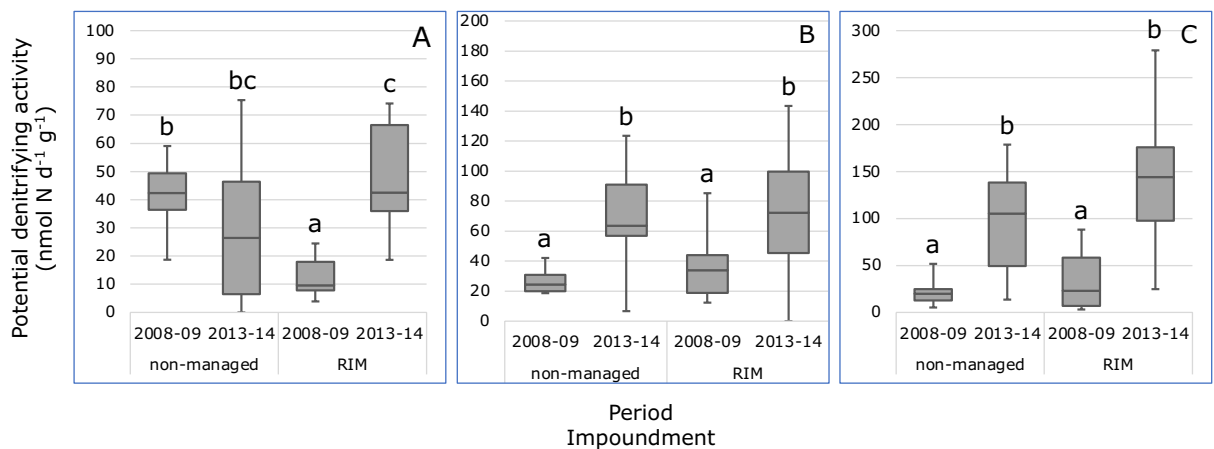 Potential denitrifying activity
(nmol N d⁻¹ g⁻¹)
A
100
90
80
70
60
50
40
30
20
10
0
b
bc
a
c
2008-09 2013-14 2008-09 2013-14
non-managed RIM
B
200
180
160
140
120
100
80
60
40
20
0
a
b
a
b
2008-09 2013-14 2008-09 2013-14
non-managed RIM
C
300
250
200
150
100
50
0
a
b
a
b
2008-09 2013-14 2008-09 2013-14
non-managed RIM
Period
Impoundment